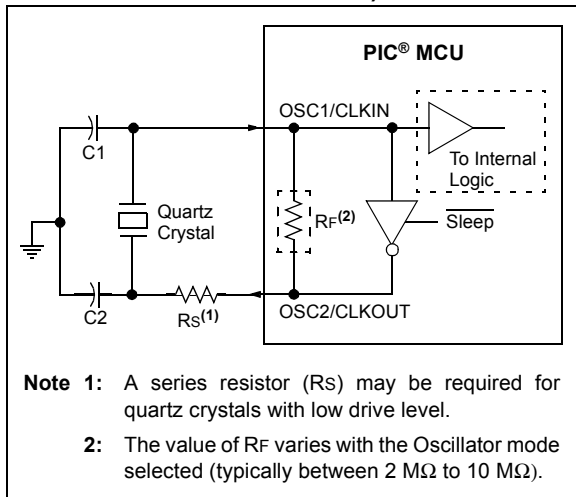 PIC® MCU
OSC1/CLKIN
C1
To Internal
Logic
Quartz
Crystal
RF(2)
Sleep
C2
RS(1)
OSC2/CLKOUT
Note 1: A series resistor (RS) may be required for
quartz crystals with low drive level.
2: The value of RF varies with the Oscillator mode
selected (typically between 2 MΩ to 10 MΩ).